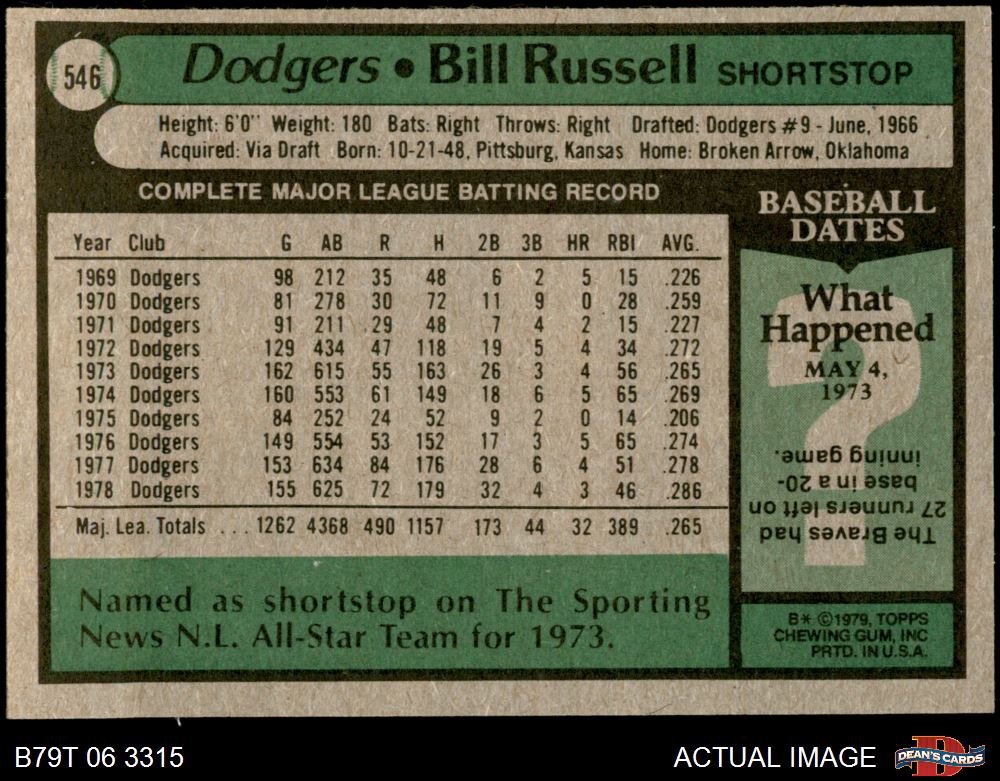 546
Dodgers • Bill Russell SHORTSTOP
Height: 6'0" Weight: 180 Bats: Right Throws: Right Drafted: Dodgers #9 - June, 1966
Acquired: Via Draft Born: 10-21-48, Pittsburg, Kansas Home: Broken Arrow, Oklahoma
COMPLETE MAJOR LEAGUE BATTING RECORD
Year Club G AB R H 2B 3B HR RBI AVG.
1969 Dodgers 98 212 35 48 6 2 5 15 .226
1970 Dodgers 81 278 30 72 11 9 0 28 .259
1971 Dodgers 91 211 29 48 7 4 2 15 .227
1972 Dodgers 129 434 47 118 19 5 4 34 .272
1973 Dodgers 162 615 55 163 26 3 4 56 .265
1974 Dodgers 160 553 61 149 18 6 5 65 .269
1975 Dodgers 84 252 24 52 9 2 0 14 .206
1976 Dodgers 149 554 53 152 17 3 5 65 .274
1977 Dodgers 153 634 84 176 28 6 4 51 .278
1978 Dodgers 155 625 72 179 32 4 3 46 .286
Maj. Lea. Totals ... 1262 4368 490 1157 173 44 32 389 .265
Named as shortstop on The Sporting
News N.L. All-Star Team for 1973.
BASEBALL
DATES
What
Happened
MAY 4,
1973
?
The Braves had
27 runners left on
base in a 20-
inning game.
B* ©1979, TOPPS
CHEWING GUM, INC
PRTD. IN U.S.A.
B79T 06 3315
ACTUAL IMAGE
D
DEAN'S CARDS